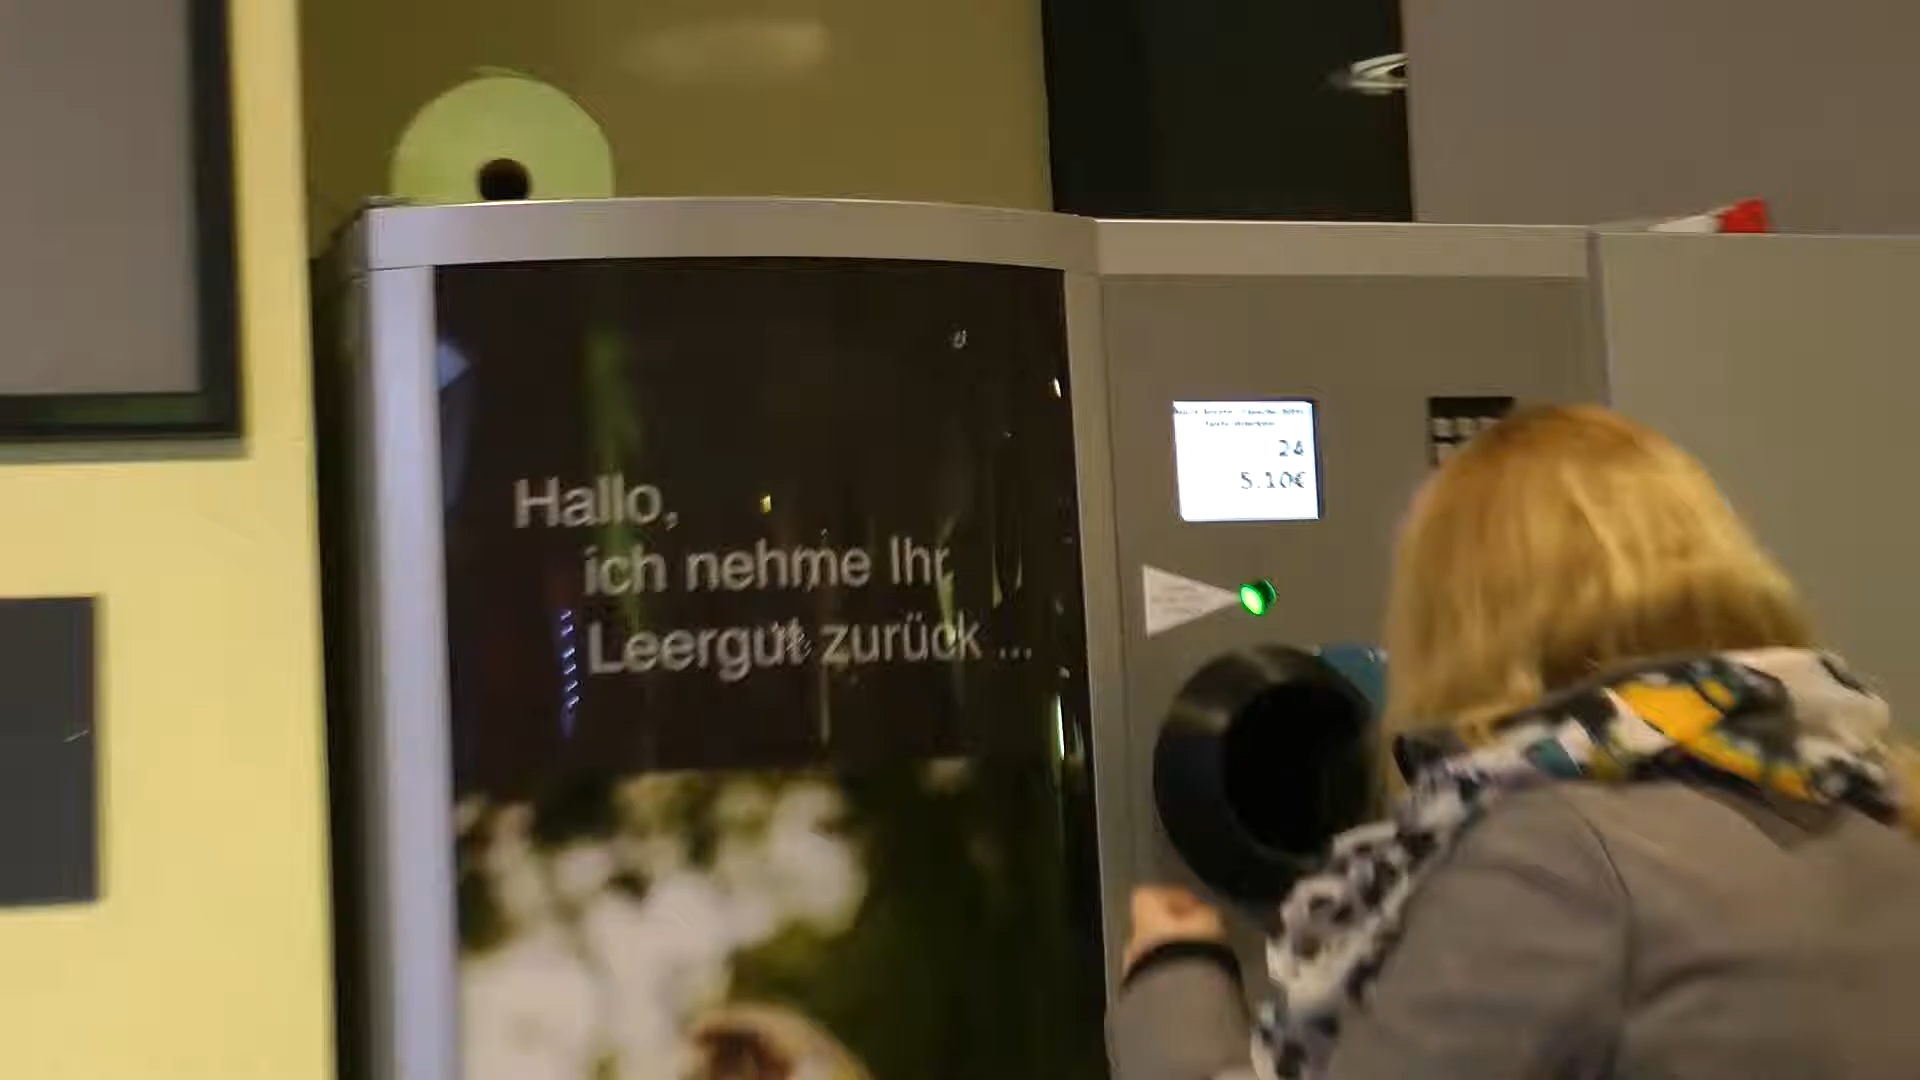 Hallo,
ich nehme Ihr
Leergut zurück ...
24
5.10€